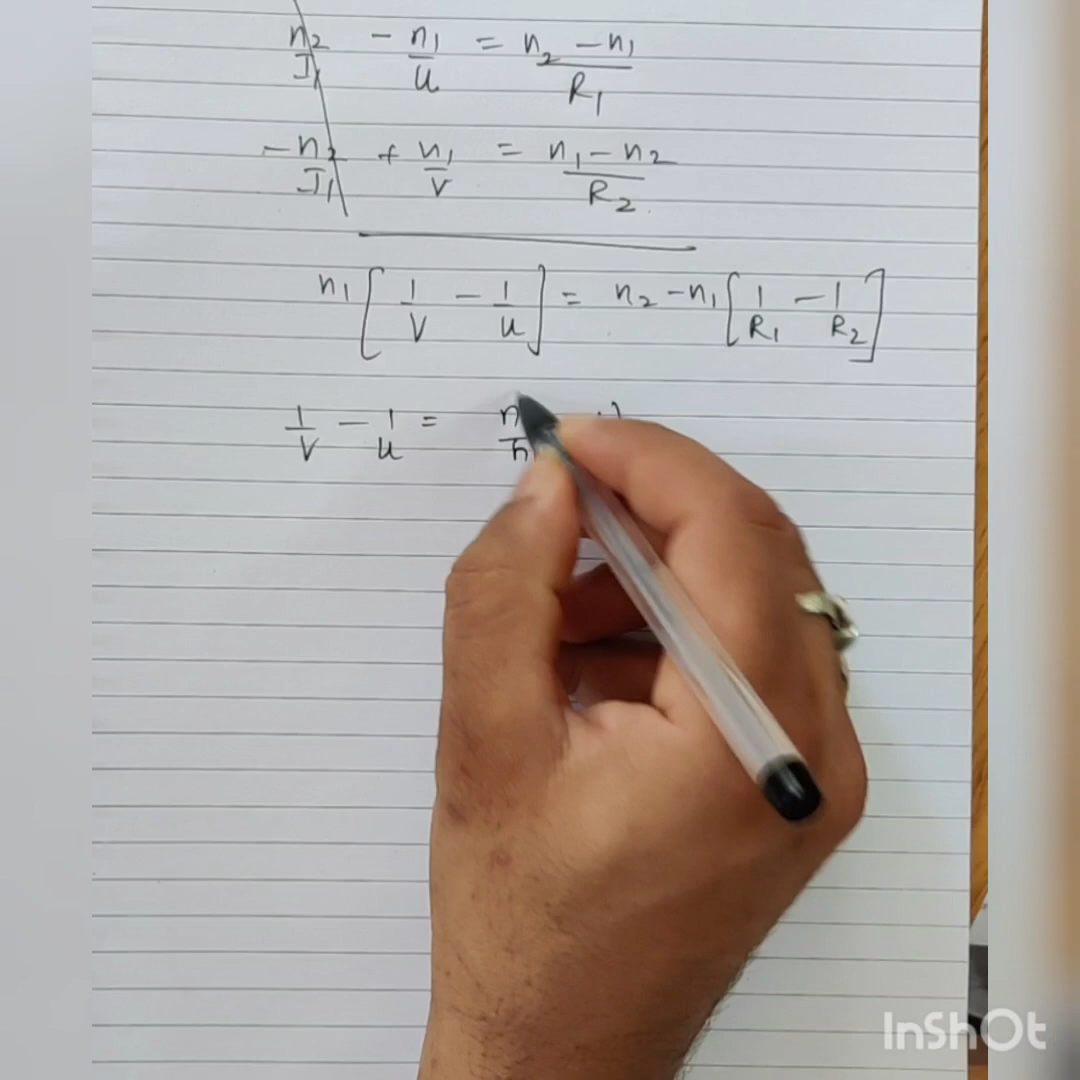 n₂/I₁ - n₁/u = n₂ - n₁/R₁
-n₂/I₁ + n₁/v = n₁ - n₂/R₂
n₁ [1/v - 1/u] = n₂ - n₁ [1/R₁ - 1/R₂]
1/v - 1/u = n
InShOt